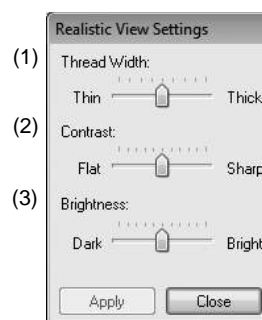 Realistic View Settings
(1) Thread Width:
Thin Thick
(2) Contrast:
Flat Sharp
(3) Brightness:
Dark Bright
Apply Close